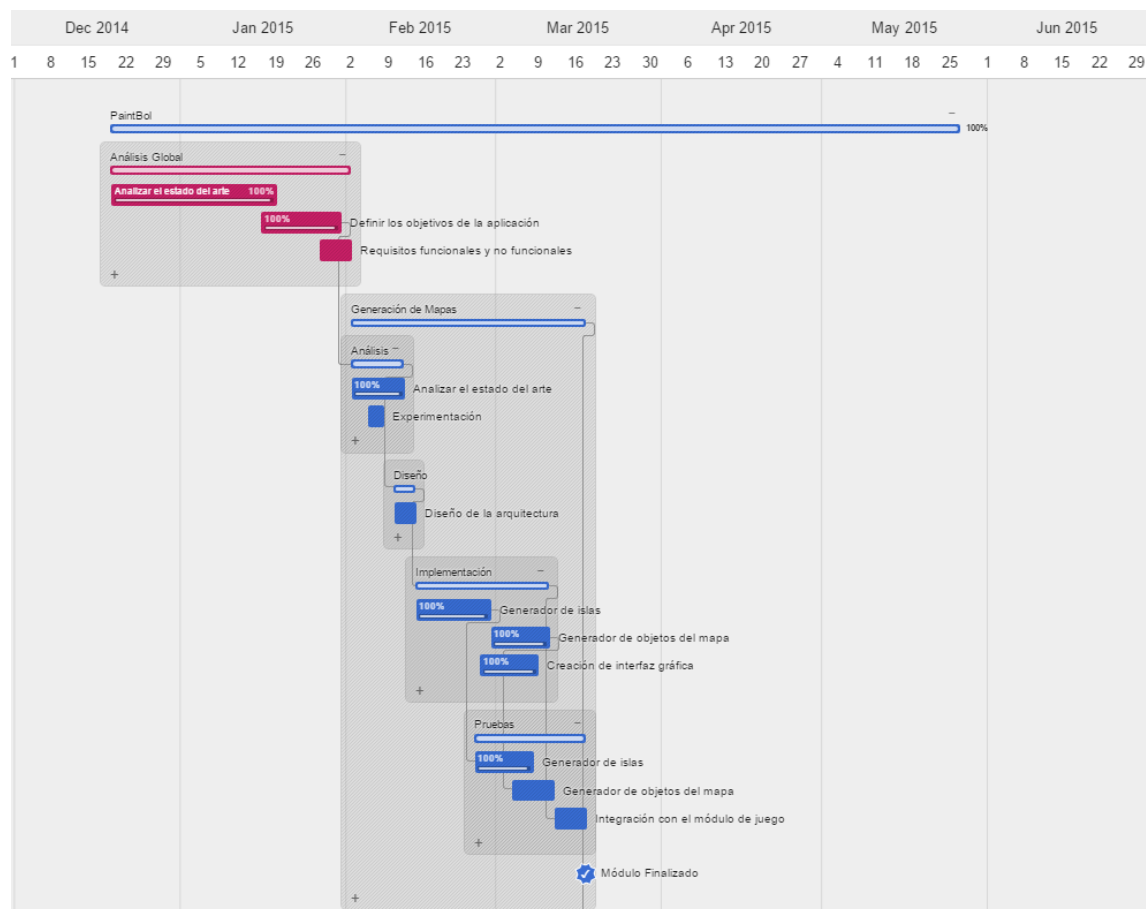 Dec 2014 Jan 2015 Feb 2015 Mar 2015 Apr 2015 May 2015 Jun 2015
1 8 15 22 29 5 12 19 26 2 9 16 23 2 9 16 23 30 6 13 20 27 4 11 18 25 1 8 15 22 29
PaintBol −
100%
Análisis Global −
Analizar el estado del arte 100%
100% Definir los objetivos de la aplicación
Requisitos funcionales y no funcionales
+
Generación de Mapas −
Análisis −
100% Analizar el estado del arte
Experimentación
+
Diseño
Diseño de la arquitectura
+
Implementación −
100% Generador de islas
100% Generador de objetos del mapa
100% Creación de interfaz gráfica
+
Pruebas −
100% Generador de islas
Generador de objetos del mapa
Integración con el módulo de juego
+
Módulo Finalizado
+